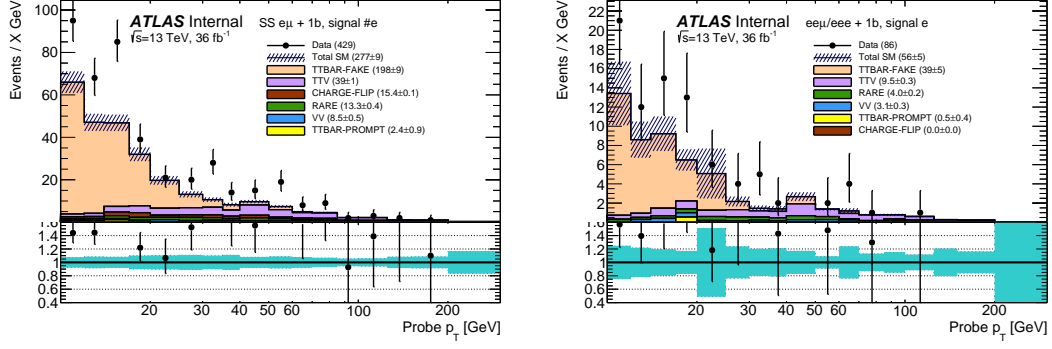 ATLAS Internal
SS eμ + 1b, signal #e
√s=13 TeV, 36 fb⁻¹
Data (429)
Total SM (277±9)
TTBAR-FAKE (198±9)
TTV (39±1)
CHARGE-FLIP (15.4±0.1)
RARE (13.3±0.4)
VV (8.5±0.5)
TTBAR-PROMPT (2.4±0.9)
Events / X GeV
100
80
60
40
20
1.4
1.2
1
0.8
0.6
0.4
20 30 40 50 60 100 200
Probe p_T [GeV]
ATLAS Internal
eeμ/eee + 1b, signal e
√s=13 TeV, 36 fb⁻¹
Data (86)
Total SM (56±5)
TTBAR-FAKE (39±5)
TTV (9.5±0.3)
RARE (4.0±0.2)
VV (3.1±0.3)
TTBAR-PROMPT (0.5±0.4)
CHARGE-FLIP (0.0±0.0)
Events / X GeV
22
20
18
16
14
12
10
8
6
4
2
1.4
1.2
1
0.8
0.6
0.4
20 30 40 50 60 100 200
Probe p_T [GeV]